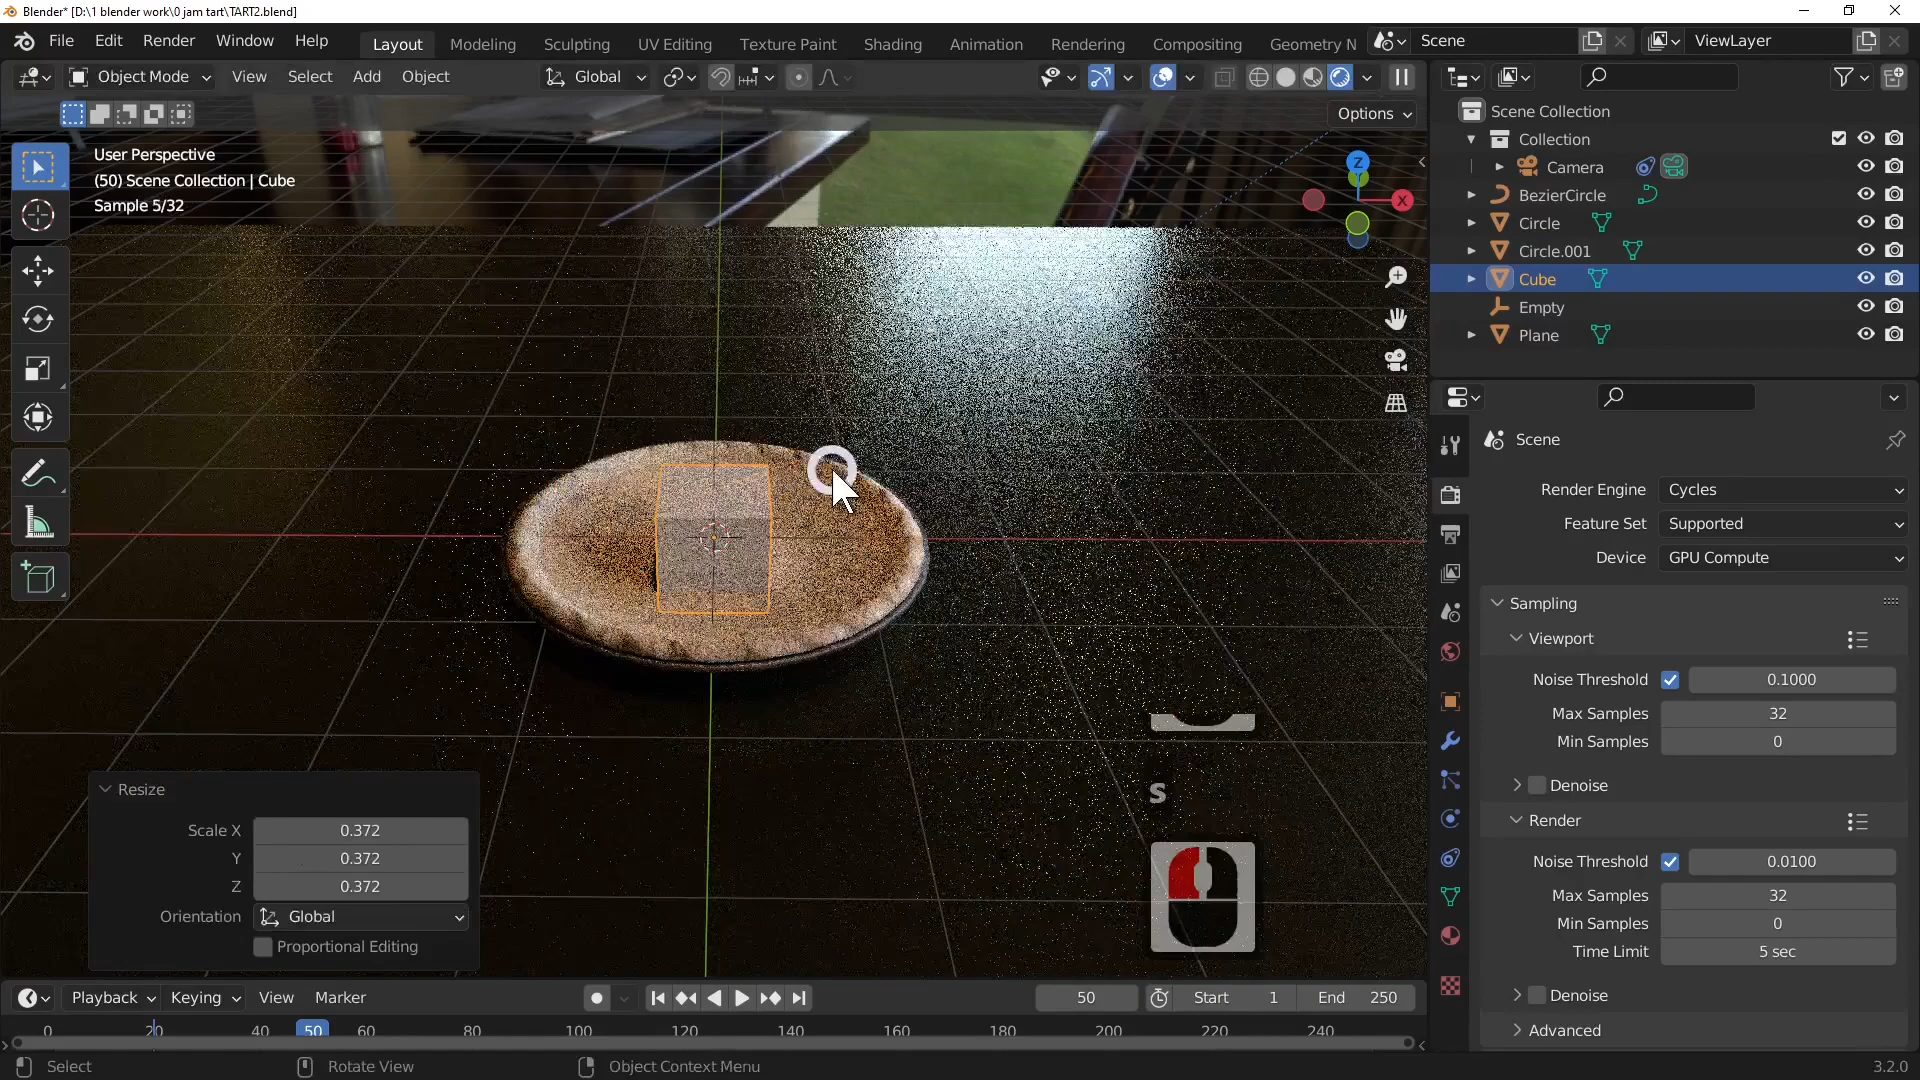 Blender* [D:\1 blender work\0 jam tart\TART2.blend]
File Edit Render Window Help Layout Modeling Sculpting UV Editing Texture Paint Shading Animation Rendering Compositing Geometry N Scene ViewLayer
Object Mode View Select Add Object Global
Options
User Perspective
(50) Scene Collection | Cube
Sample 5/32
Z
X
Scene Collection
Collection
Camera
BezierCircle
Circle
Circle.001
Cube
Empty
Plane
Scene
Render Engine Cycles
Feature Set Supported
Device GPU Compute
Sampling
Viewport
Noise Threshold 0.1000
Max Samples 32
Min Samples 0
Denoise
Render
Noise Threshold 0.0100
Max Samples 32
Min Samples 0
Time Limit 5 sec
Denoise
Advanced
S
Resize
Scale X 0.372
Y 0.372
Z 0.372
Orientation Global
Proportional Editing
Playback Keying View Marker 50 Start 1 End 250
0 20 40 50 60 80 100 120 140 160 180 200 220 240
Select Rotate View Object Context Menu 3.2.0